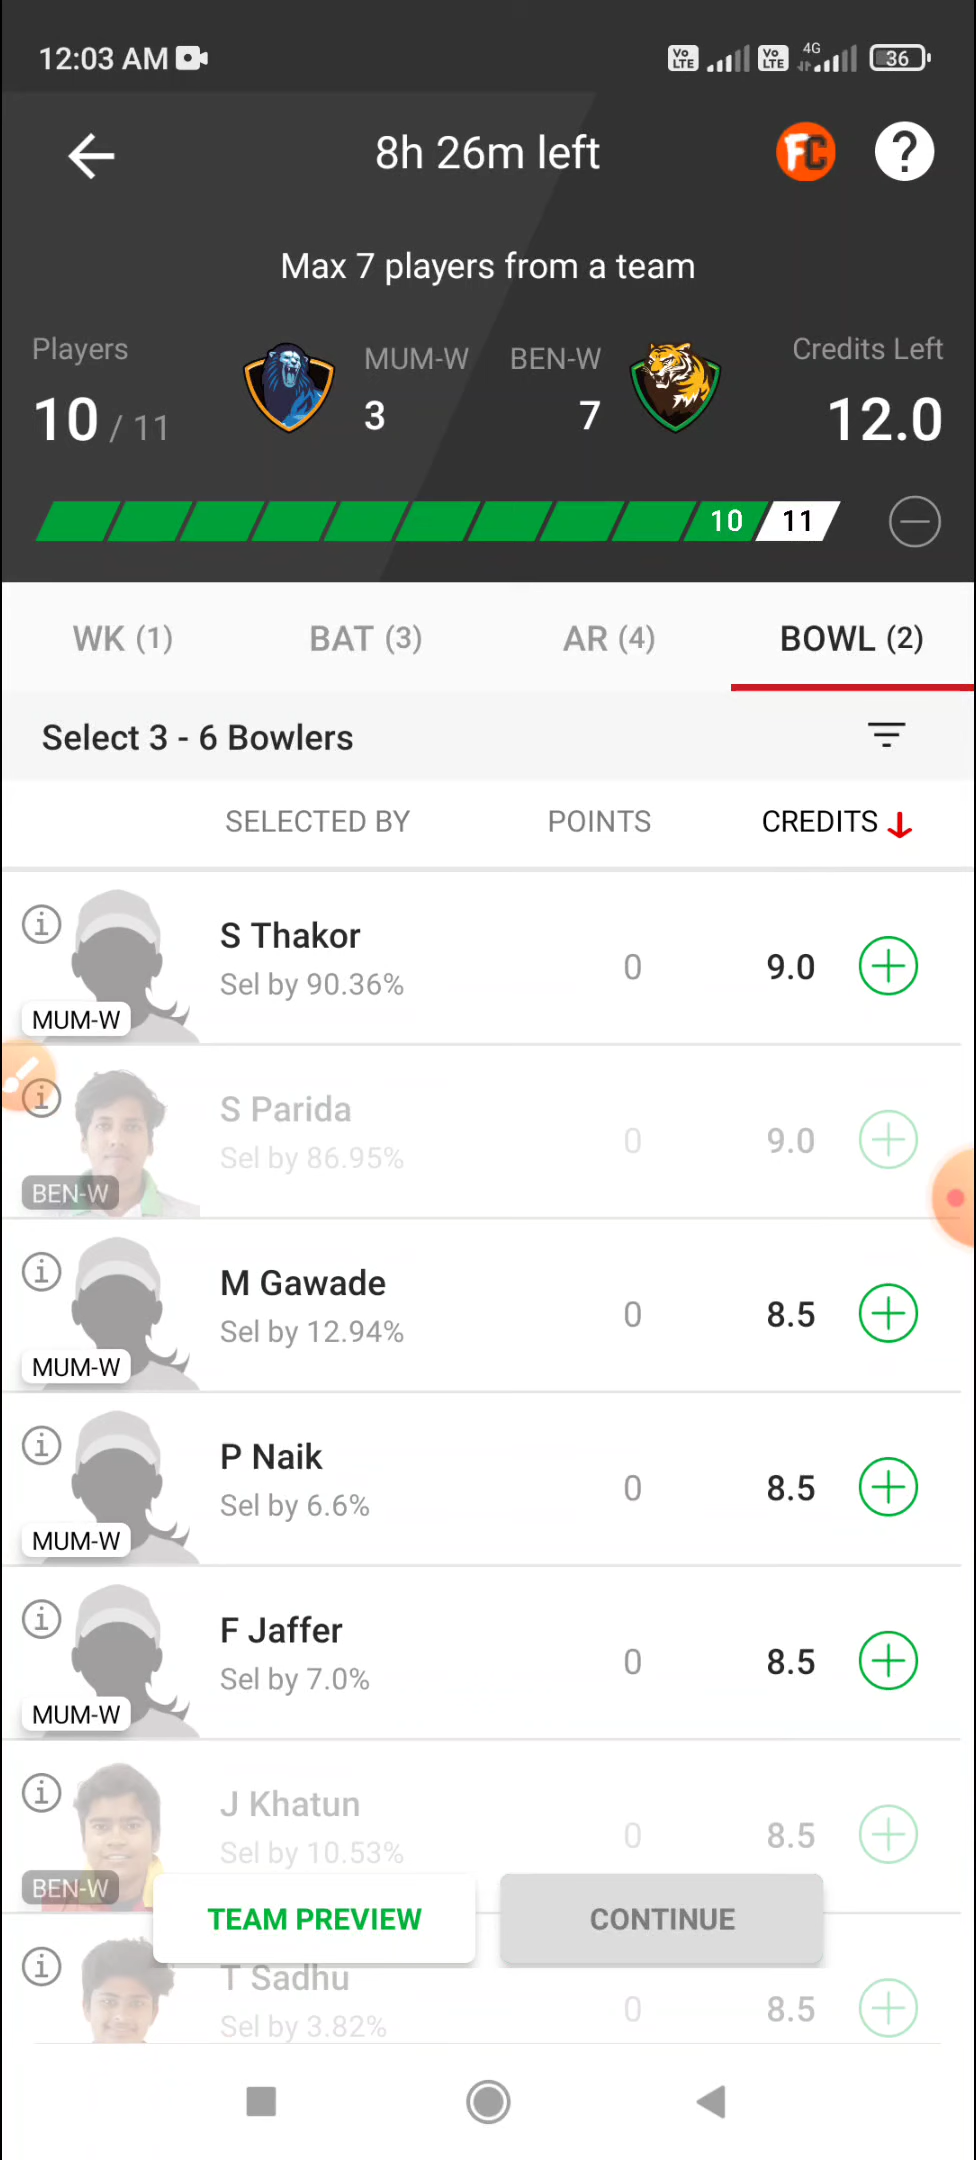 12:03 AM
Vo LTE Vo LTE 4G 36
8h 26m left
FC ?
Max 7 players from a team
Players MUM-W BEN-W Credits Left
10 / 11 3 7 12.0
10 11
WK (1) BAT (3) AR (4) BOWL (2)
Select 3 - 6 Bowlers
SELECTED BY POINTS CREDITS
S Thakor
Sel by 90.36% 0 9.0
MUM-W
S Parida
Sel by 86.95% 0 9.0
BEN-W
M Gawade
Sel by 12.94% 0 8.5
MUM-W
P Naik
Sel by 6.6% 0 8.5
MUM-W
F Jaffer
Sel by 7.0% 0 8.5
MUM-W
J Khatun
Sel by 10.53% 0 8.5
BEN-W
TEAM PREVIEW CONTINUE
T Sadhu
Sel by 3.82% 0 8.5